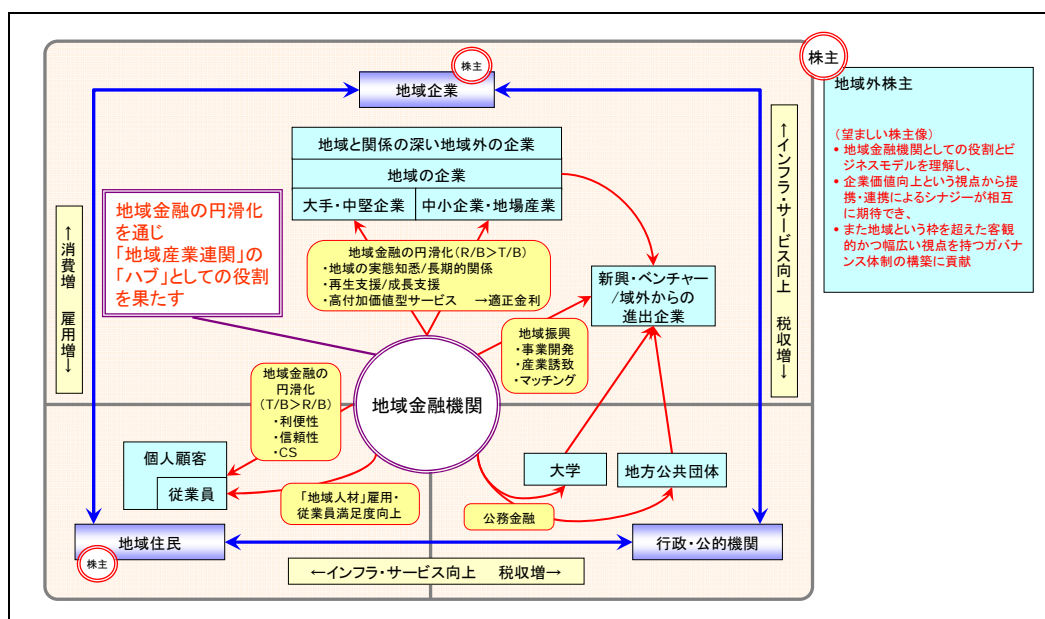 株主
地域企業
株主
地域外株主
(望ましい株主像)
• 地域金融機関としての役割とビ
ジネスモデルを理解し、
• 企業価値向上という視点から提
携・連携によるシナジーが相互
に期待でき、
• また地域という枠を超えた客観
的かつ幅広い視点を持つガバナ
ンス体制の構築に貢献
←インフラ・サービス向上 税収増→
地域と関係の深い地域外の企業
地域の企業
大手・中堅企業
中小企業・地場産業
地域金融の円滑化
を通じ
「地域産業連関」の
「ハブ」としての役割
を果たす
←消費増 雇用増→
地域金融の円滑化(R/B>T/B)
・地域の実態知悉/長期的関係
・再生支援/成長支援
・高付加価値型サービス →適正金利
新興・ベンチャー
/域外からの
進出企業
地域振興
・事業開発
・産業誘致
・マッチング
地域金融の
円滑化
(T/B>R/B)
・利便性
・信頼性
・CS
地域金融機関
個人顧客
従業員
大学
地方公共団体
「地域人材」雇用・
従業員満足度向上
公務金融
地域住民
行政・公的機関
株主
←インフラ・サービス向上 税収増→